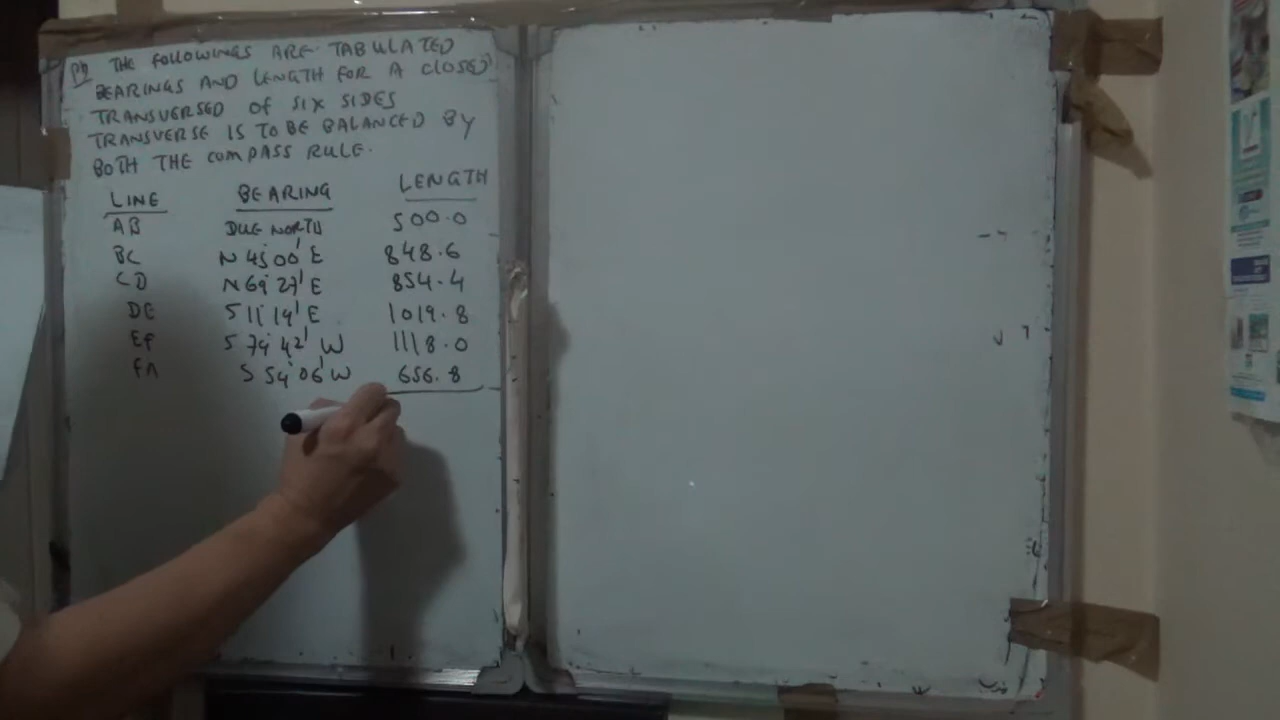 THE FOLLOWINGS ARE TABULATED
BEARINGS AND LENGTH FOR A CLOSED
TRANSVERSED OF SIX SIDES
TRANSVERSE IS TO BE BALANCED BY
BOTH THE COMPASS RULE.
LINE BEARING LENGTH
AB DUE NORTH 500.0
BC N 45°00' E 848.6
CD N 69°27' E 854.4
DE S 11°19' E 1019.8
EF S 79°42' W 1118.0
FA S 54°06' W 656.8